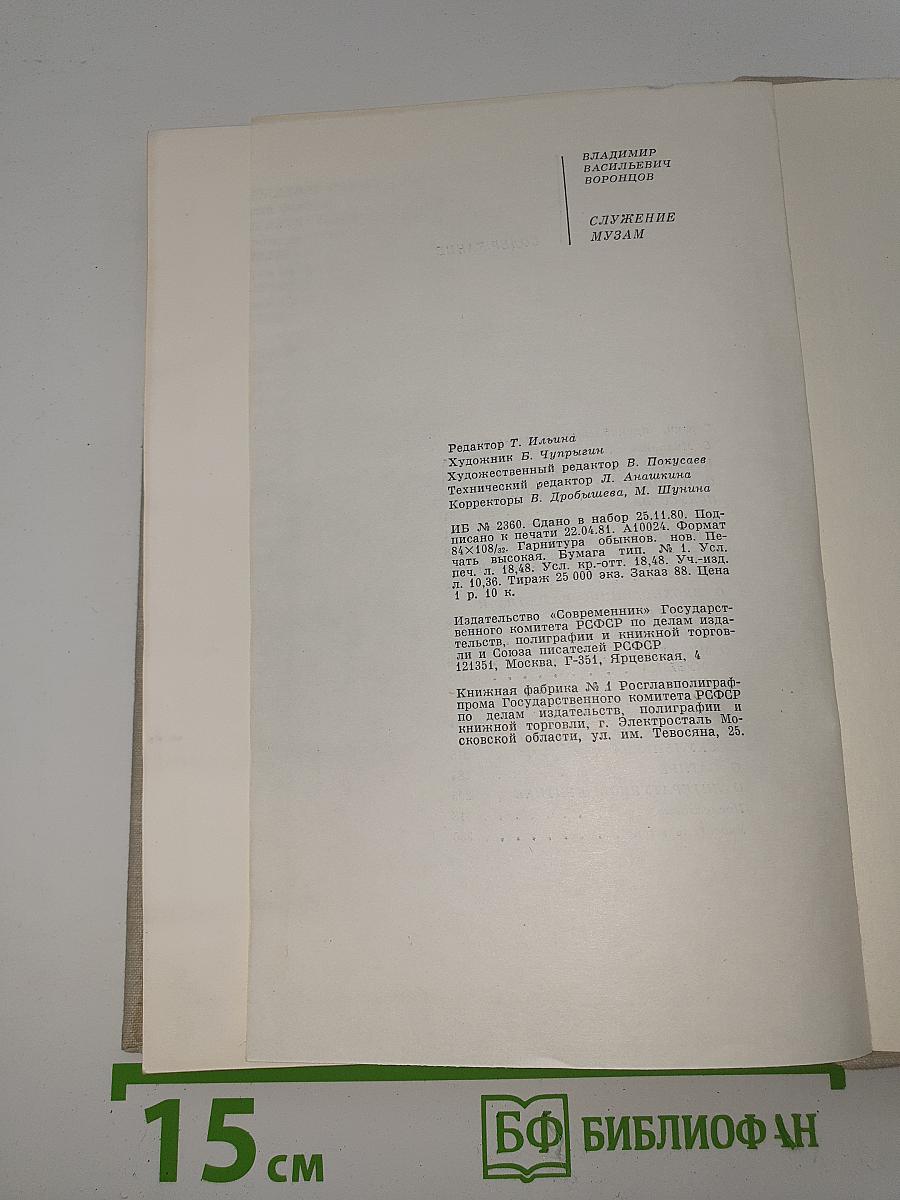 ВЛАДИМИР
ВАСИЛЬЕВИЧ
ВОРОНЦОВ
СЛУЖЕНИЕ
МУЗАМ
Редактор Т. Ильина
Художник Б. Чупрыгин
Художественный редактор В. Покусаев
Технический редактор Л. Анашкина
Корректоры В. Дробышева, М. Шунина
ИБ № 2360. Сдано в набор 25.11.80. Под-
писано к печати 22.04.81. А10024. Формат
84×108/32. Гарнитура обыкнов. нов. Пе-
чать высокая. Бумага тип. № 1. Усл.
печ. л. 18,48. Усл. кр.-отт. 18,48. Уч.-изд.
л. 10,36. Тираж 25 000 экз. Заказ 88. Цена
1 р. 10 к.
Издательство «Современник» Государст-
венного комитета РСФСР по делам изда-
тельств, полиграфии и книжной торгов-
ли и Союза писателей РСФСР
121351, Москва, Г-351, Ярцевская, 4
Книжная фабрика № 1 Росглавполиграф-
прома Государственного комитета РСФСР
по делам издательств, полиграфии и
книжной торговли, г. Электросталь Мо-
сковской области, ул. им. Тевосяна, 25.
15 см
БФ БИБЛИОФАН